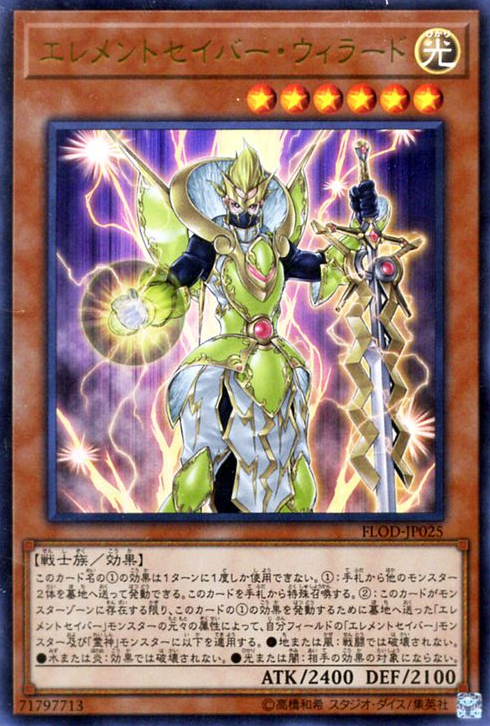 エレメントセイバー・ウィラード
光
FLOD-JP025
【戦士族/効果】
このカード名の①の効果は1ターンに1度しか使用できない。①:手札から他のモンスター
2体を墓地へ送って発動できる。このカードを手札から特殊召喚する。②:このカードがモン
スターゾーンに存在する限り、このカードの①の効果を発動するために墓地へ送った「エレ
メントセイバー」モンスターの元々の属性によって、自分フィールドの「エレメントセイバー」モン
スター及び「霊神」モンスターに以下を適用する。●地または風:戦闘では破壊されない。
●水または炎:効果では破壊されない。●光または闇:相手の効果の対象にならない。
ATK/2400 DEF/2100
71797713
©高橋和希 スタジオ・ダイス/集英社